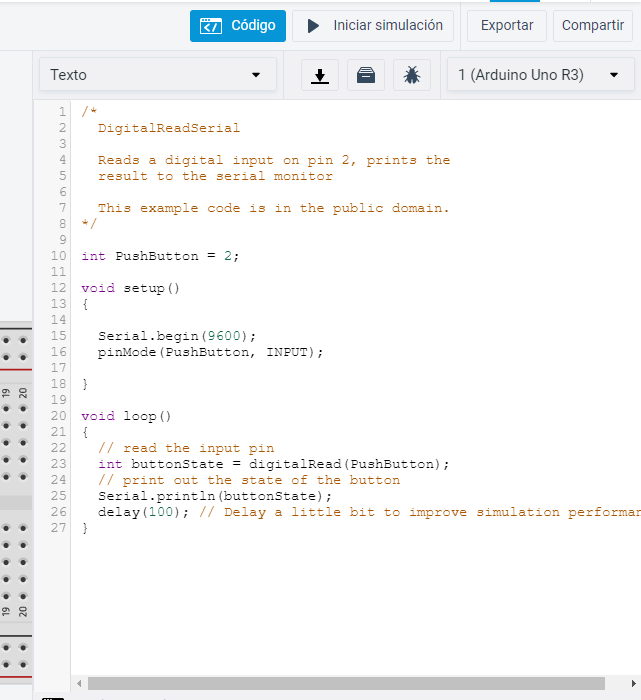 Código
Iniciar simulación
Exportar
Compartir
Texto
1 (Arduino Uno R3)
1 /*
2 DigitalReadSerial
3
4 Reads a digital input on pin 2, prints the
5 result to the serial monitor
6
7 This example code is in the public domain.
8 */
9
10 int PushButton = 2;
11
12 void setup()
13 {
14
15 Serial.begin(9600);
16 pinMode(PushButton, INPUT);
17
18 }
19
20 void loop()
21 {
22 // read the input pin
23 int buttonState = digitalRead(PushButton);
24 // print out the state of the button
25 Serial.println(buttonState);
26 delay(100); // Delay a little bit to improve simulation performan
27 }
19 20
19 20